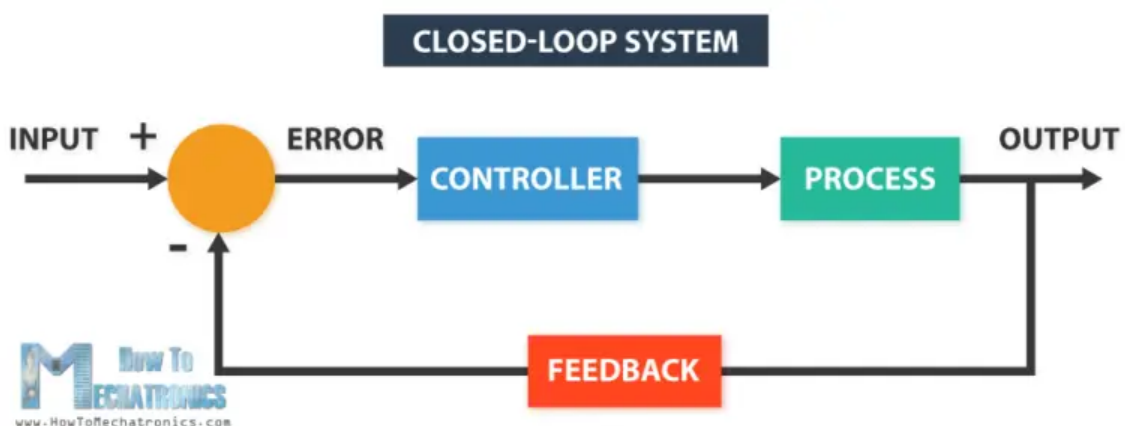 CLOSED-LOOP SYSTEM
INPUT + ERROR OUTPUT
CONTROLLER PROCESS
-
FEEDBACK
How To
MECHATRONICS
www.HowToMechatronics.com